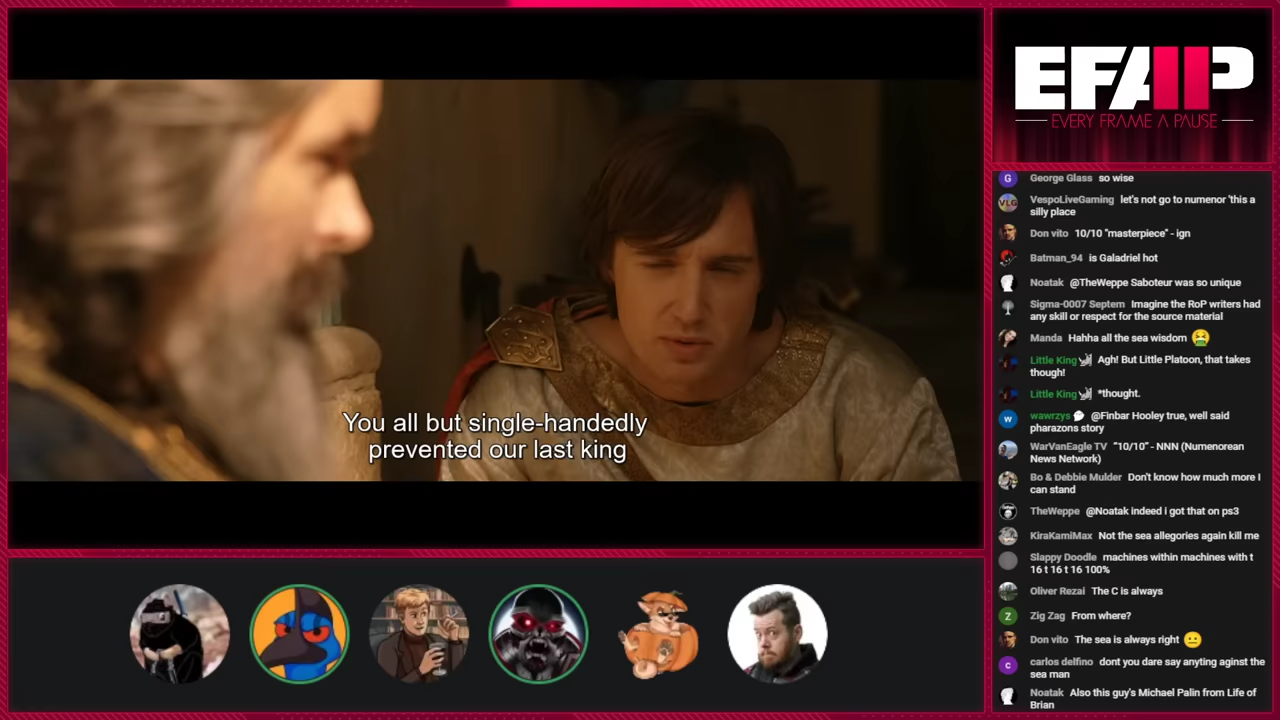 EFAP
EVERY FRAME A PAUSE
You all but single-handedly
prevented our last king
G George Glass so wise
VLG VespoLiveGaming let's not go to numenor 'this a
silly place
Don vito 10/10 "masterpiece" - ign
Batman_94 is Galadriel hot
Noatak @TheWeppe Saboteur was so unique
Sigma-0007 Septem Imagine the RoP writers had
any skill or respect for the source material
Manda Hahha all the sea wisdom 🤮
Little King Agh! But Little Platoon, that takes
though!
Little King *thought.
w wawrzys @Finbar Hooley true, well said
pharazons story
WarVanEagle TV “10/10” - NNN (Numenorean
News Network)
Bo & Debbie Mulder Don't know how much more I
can stand
TheWeppe @Noatak indeed i got that on ps3
KiraKamiMax Not the sea allegories again kill me
Slappy Doodle machines within machines with t
16 t 16 t 16 100%
Oliver Rezai The C is always
Z Zig Zag From where?
Don vito The sea is always right 😐
c carlos delfino dont you dare say anyting aginst the
sea man
Noatak Also this guy's Michael Palin from Life of
Brian